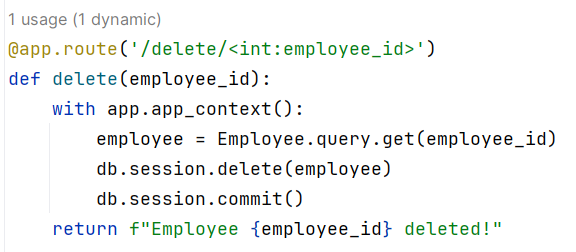 1 usage (1 dynamic)
@app.route('/delete/<int:employee_id>')
def delete(employee_id):
    with app.app_context():
        employee = Employee.query.get(employee_id)
        db.session.delete(employee)
        db.session.commit()
    return f"Employee {employee_id} deleted!"